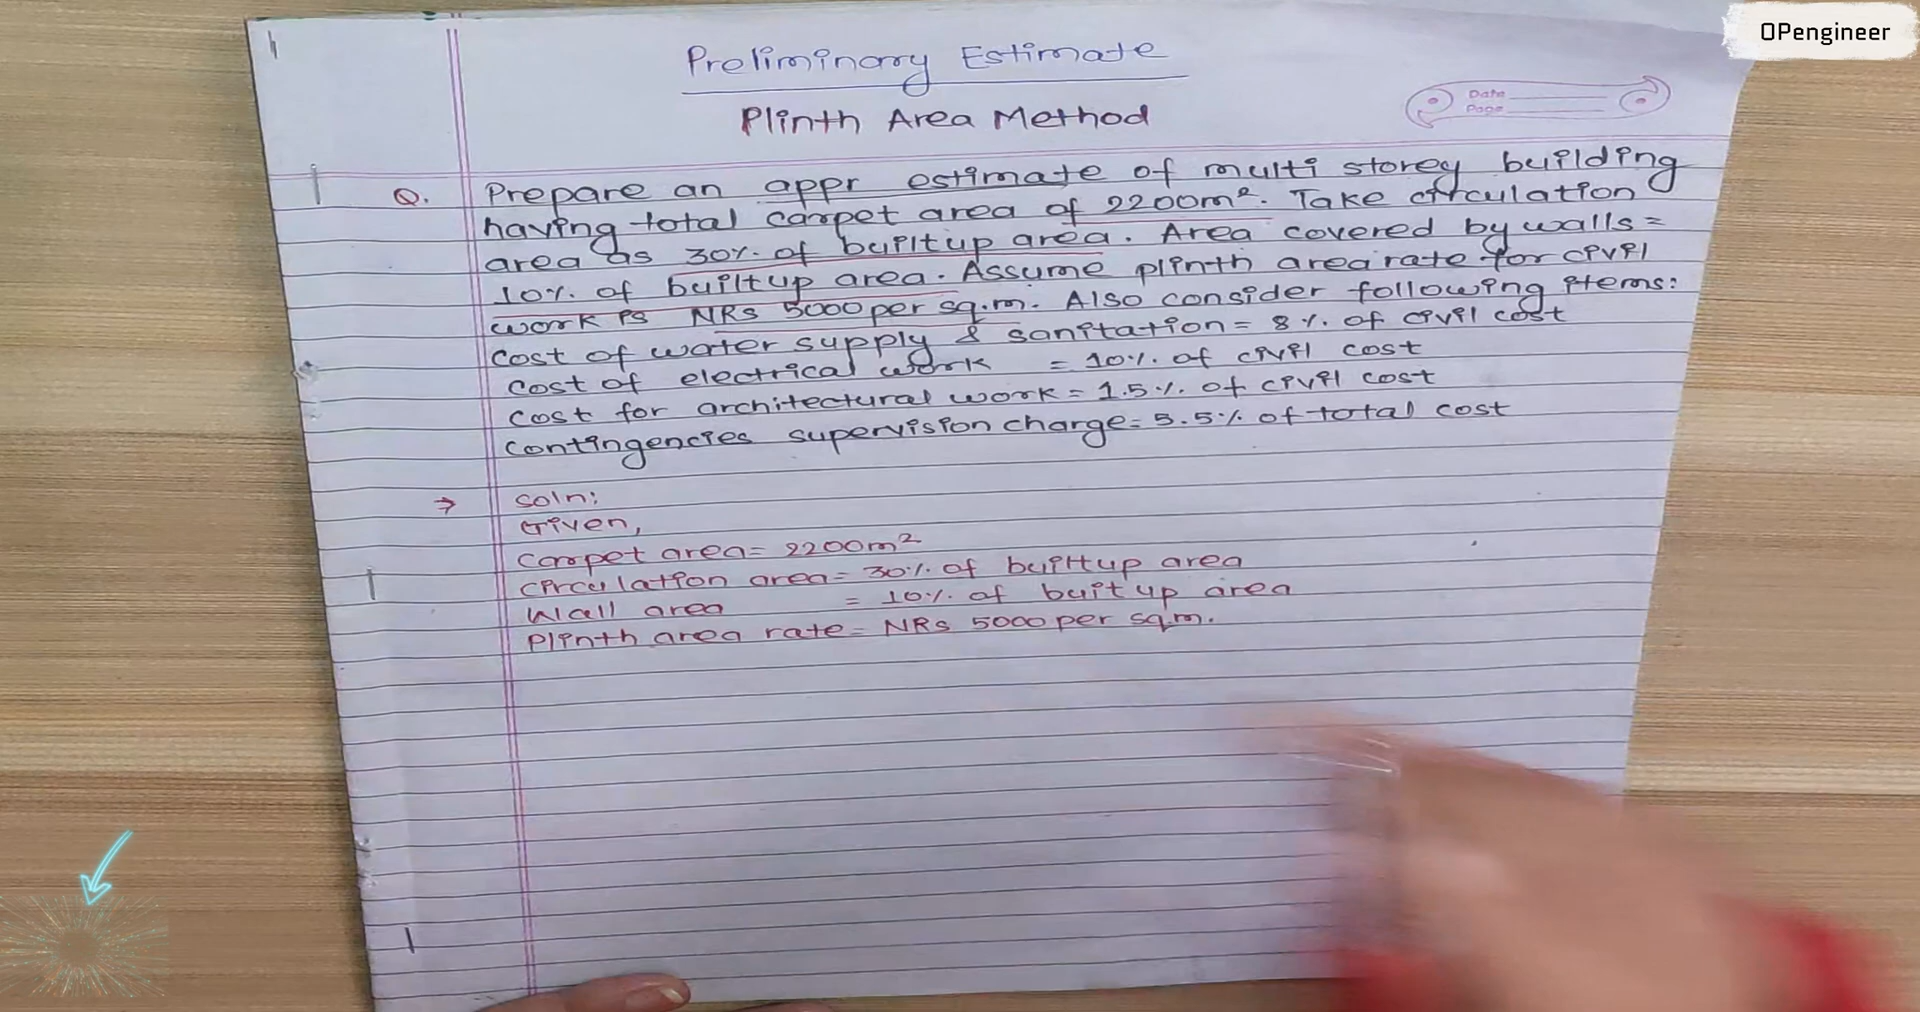 OPengineer
Preliminary Estimate
Date
Page
Plinth Area Method
Q. Prepare an appr estimate of multi storey building
having total carpet area of 2200m². Take circulation
area as 30% of builtup area. Area covered by walls =
10% of builtup area. Assume plinth area rate for civil
work is NRs 5000 per sq.m. Also consider following items:
cost of water supply & sanitation = 8% of civil cost
cost of electrical work = 10% of civil cost
cost for architectural work = 1.5% of civil cost
contingencies supervision charge = 5.5% of total cost
→ Soln:
Given,
Carpet area = 2200m²
Circulation area = 30% of builtup area
Wall area = 10% of buitup area
Plinth area rate = NRs 5000 per sq.m.